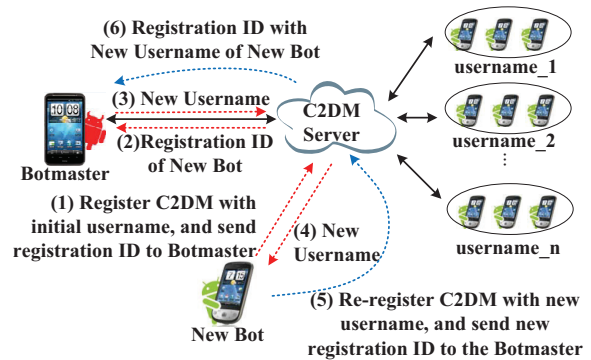 (6) Registration ID with
New Username of New Bot
(3) New Username
(2)Registration ID
of New Bot
Botmaster
C2DM
Server
username_1
username_2
...
username_n
(1) Register C2DM with
initial username, and send
registration ID to Botmaster
(4) New
Username
New Bot
(5) Re-register C2DM with new
username, and send new
registration ID to the Botmaster